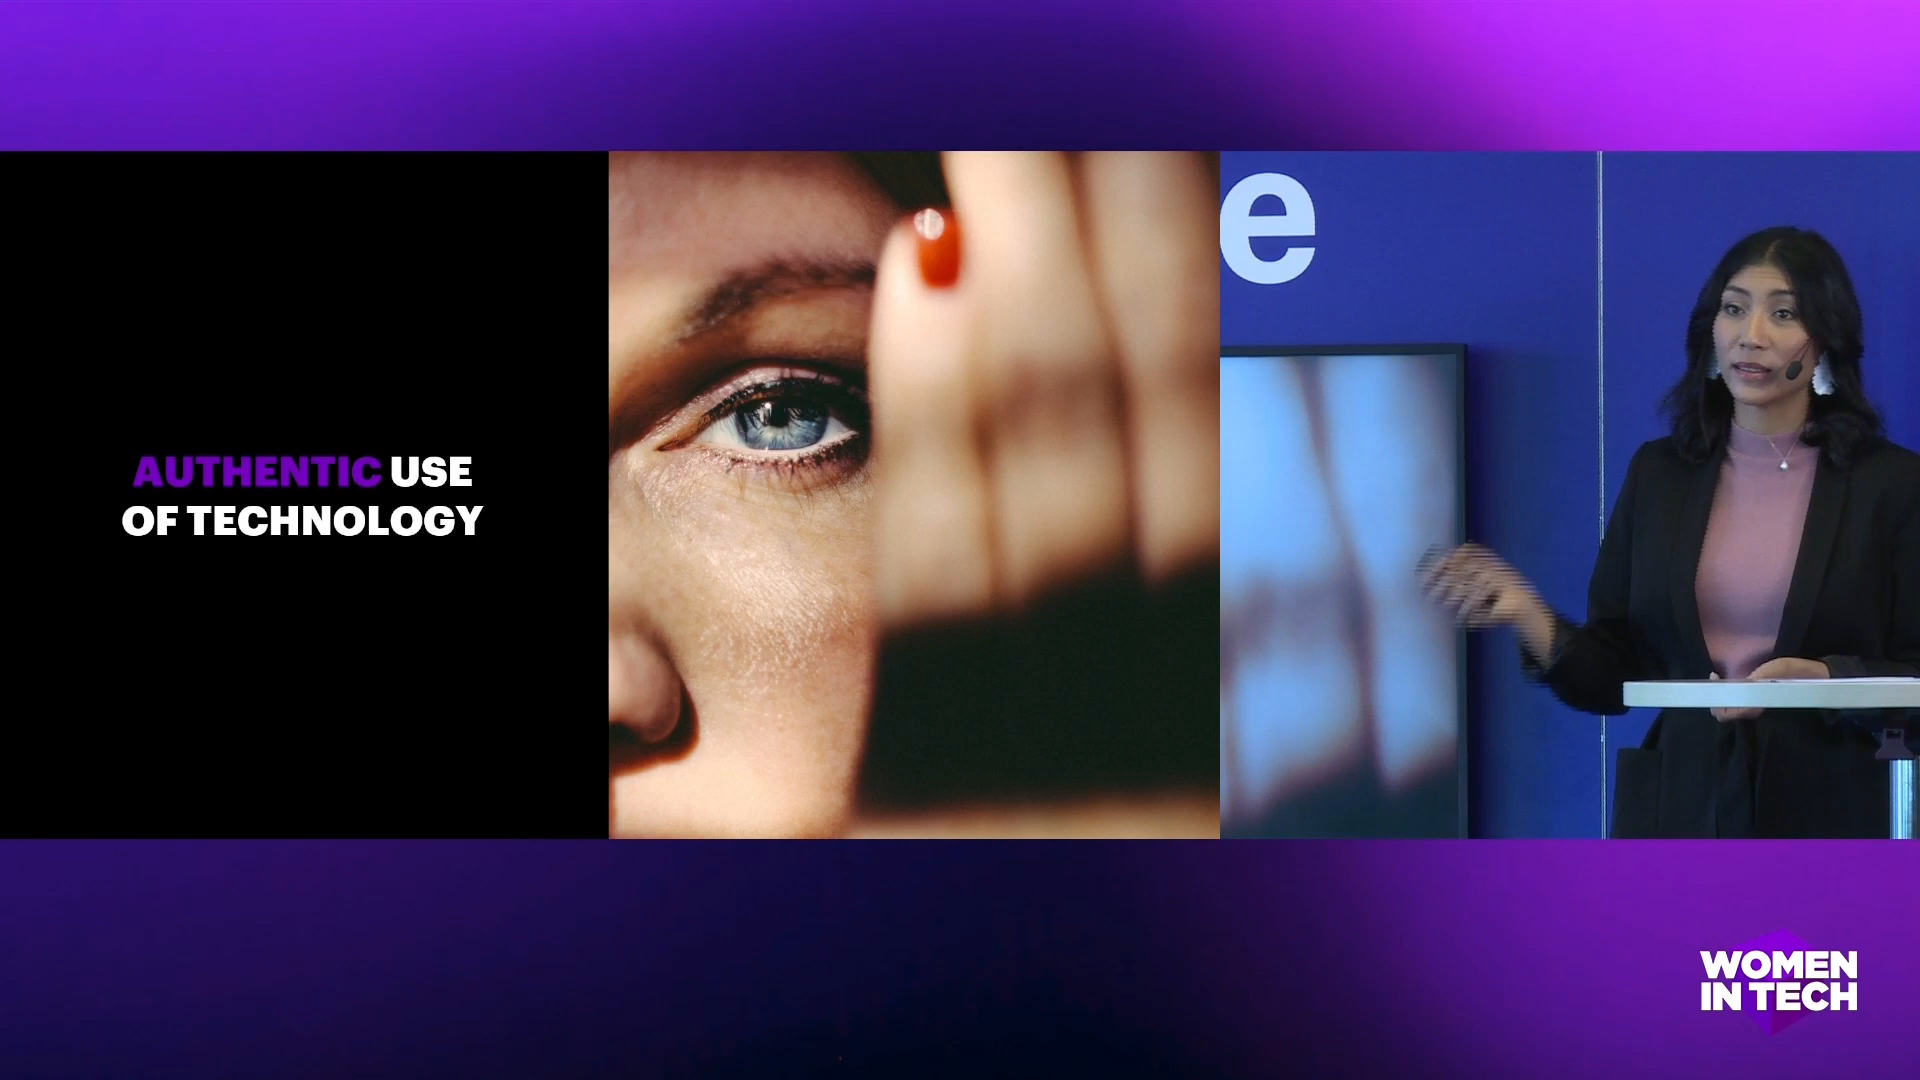 AUTHENTIC USE
OF TECHNOLOGY
e
WOMEN
IN TECH